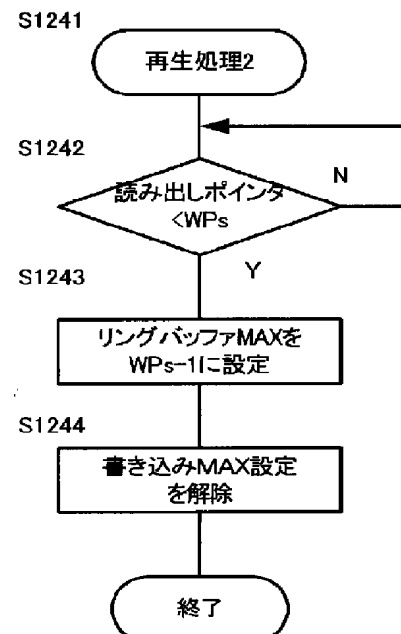 S1241
再生処理2
S1242
読み出しポインタ
<WPs
N
Y
S1243
リングバッファMAXを
WPs-1に設定
S1244
書き込みMAX設定
を解除
終了